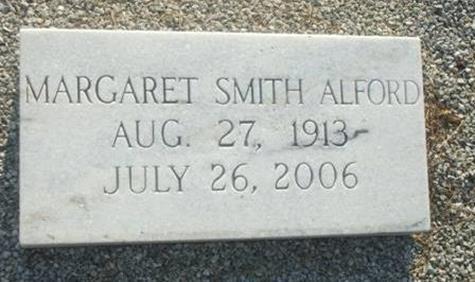 MARGARET SMITH ALFORD
AUG. 27, 1913-
JULY 26, 2006